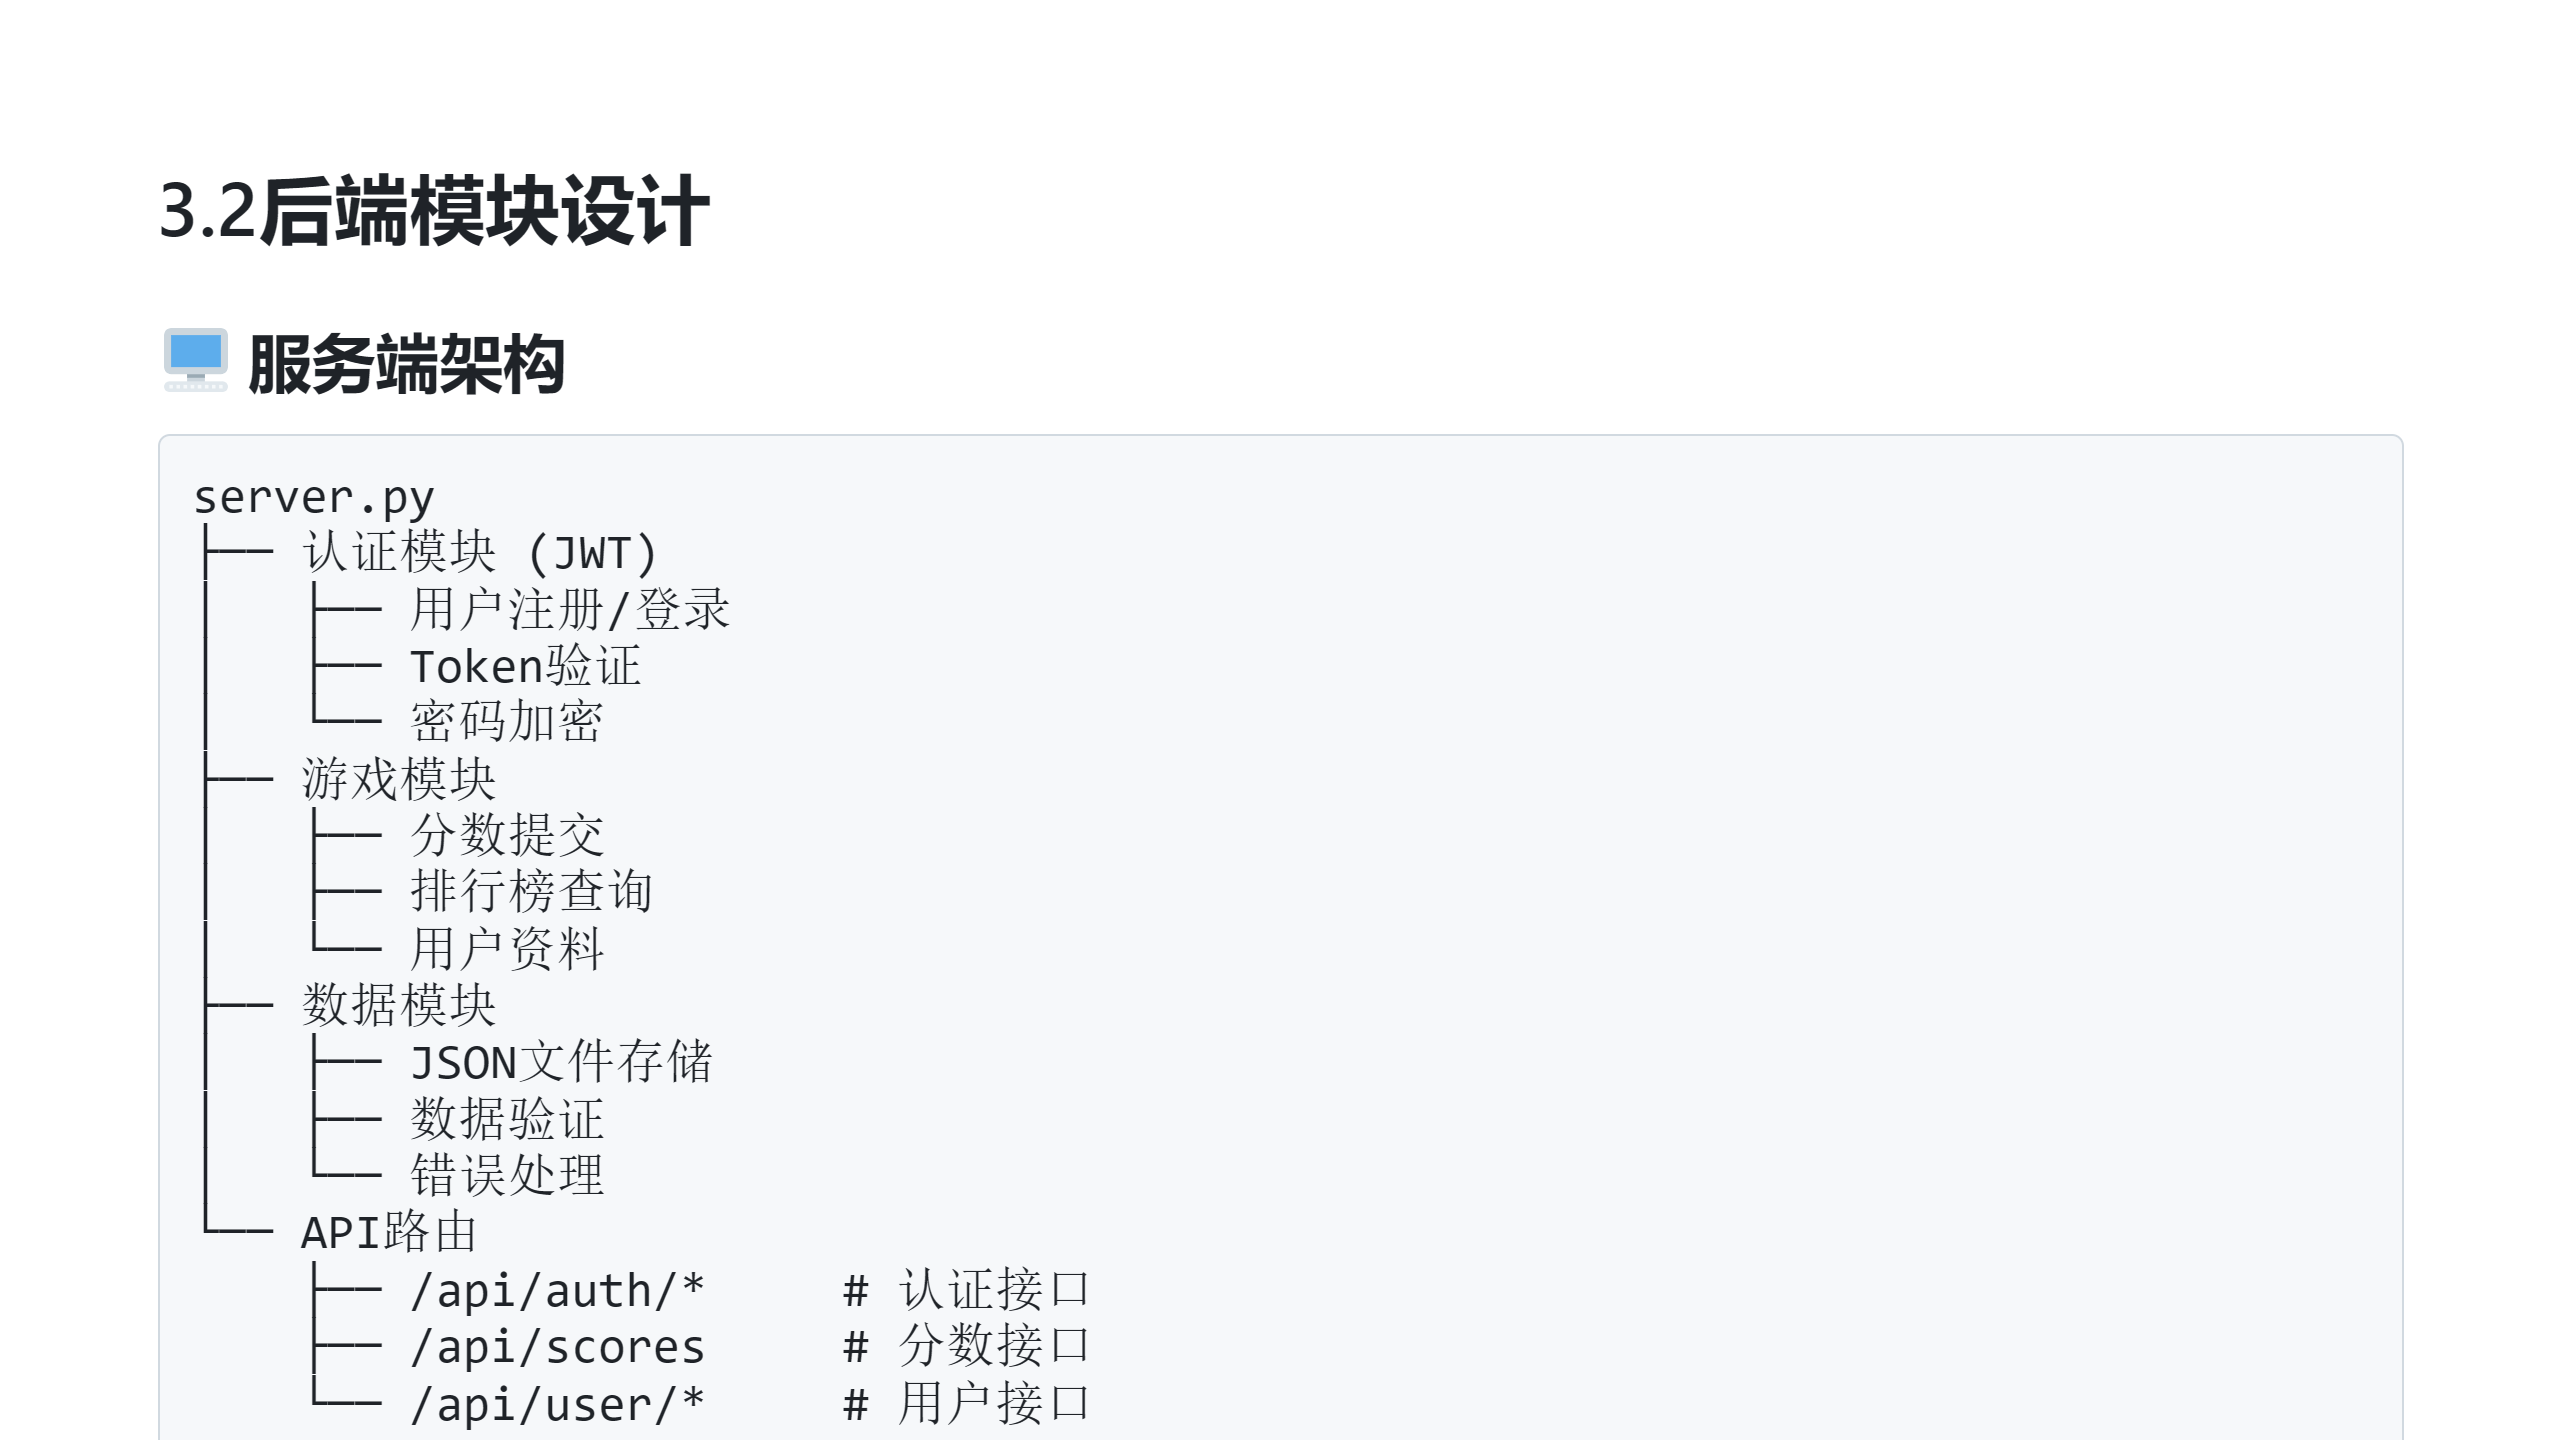 3.2后端模块设计
🖥️ 服务端架构
server.py
├── 认证模块 (JWT)
│   ├── 用户注册/登录
│   ├── Token验证
│   └── 密码加密
├── 游戏模块
│   ├── 分数提交
│   ├── 排行榜查询
│   └── 用户资料
├── 数据模块
│   ├── JSON文件存储
│   ├── 数据验证
│   └── 错误处理
└── API路由
    ├── /api/auth/*     # 认证接口
    ├── /api/scores     # 分数接口
    └── /api/user/*     # 用户接口